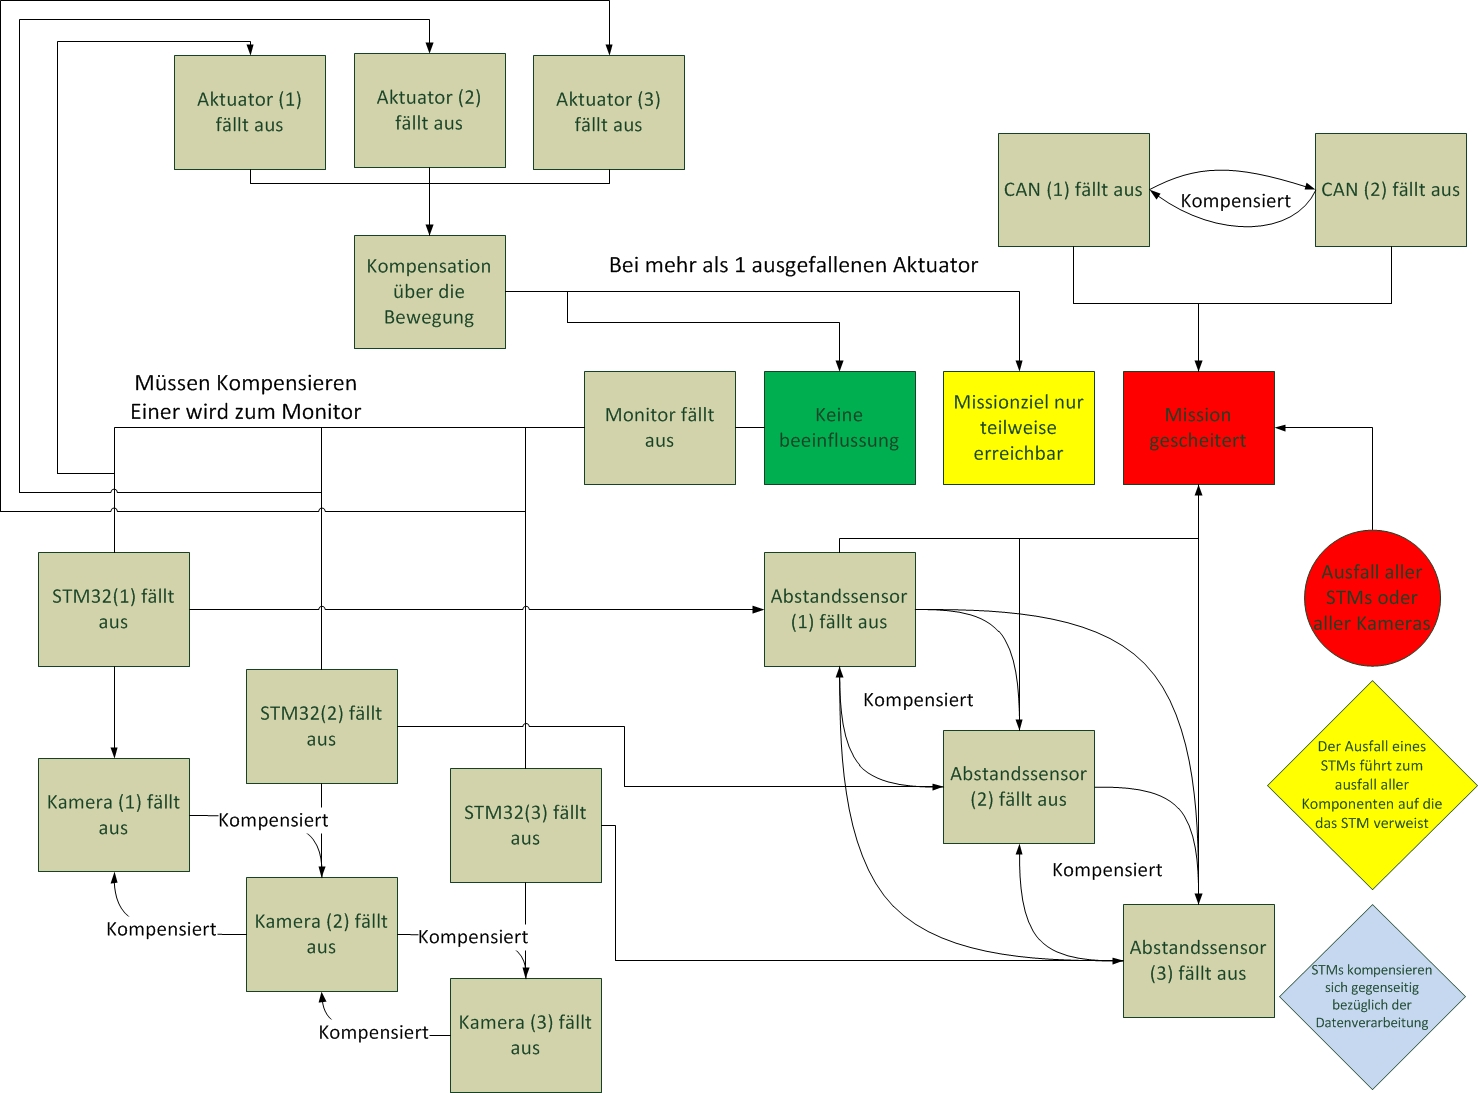 Aktuator (1)
fällt aus
Aktuator (2)
fällt aus
Aktuator (3)
fällt aus
CAN (1) fällt aus
Kompensiert
CAN (2) fällt aus
Kompensation
über die
Bewegung
Bei mehr als 1 ausgefallenen Aktuator
Müssen Kompensieren
Einer wird zum Monitor
Monitor fällt
aus
Keine
beeinflussung
Missionziel nur
teilweise
erreichbar
Mission
gescheitert
STM32(1) fällt
aus
Abstandssensor
(1) fällt aus
Ausfall aller
STMs oder
aller Kameras
STM32(2) fällt
aus
Kompensiert
Abstandssensor
(2) fällt aus
Der Ausfall eines
STMs führt zum
ausfall aller
Komponenten auf die
das STM verweist
Kamera (1) fällt
aus
Kompensiert
STM32(3) fällt
aus
Kompensiert
Kompensiert
Kamera (2) fällt
aus
Kompensiert
Abstandssensor
(3) fällt aus
STMs kompensieren
sich gegenseitig
bezüglich der
Datenverarbeitung
Kompensiert
Kamera (3) fällt
aus